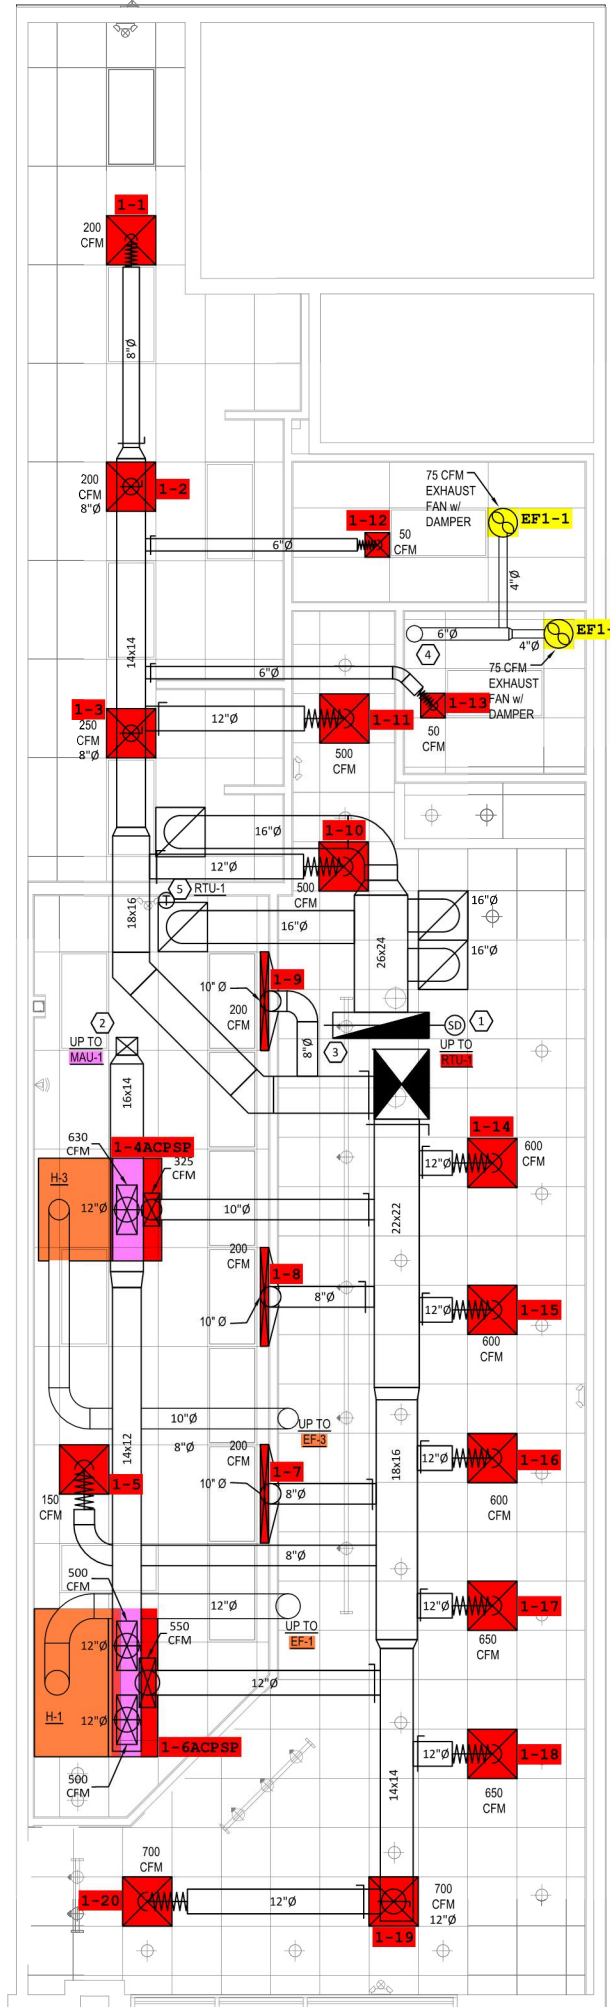 1-1
200
CFM
8"Ø
200
CFM
8"Ø
1-2
75 CFM
EXHAUST
FAN w/
DAMPER
EF1-1
1-12
50
CFM
6"Ø
4"Ø
14x14
6"Ø
4
4"Ø
EF1-
75 CFM
EXHAUST
FAN w/
DAMPER
6"Ø
1-13
50
CFM
1-3
250
CFM
8"Ø
12"Ø
1-11
500
CFM
16"Ø
1-10
12"Ø
500
CFM
5
RTU-1
18x16
16"Ø
16"Ø
16"Ø
26x24
1-9
10" Ø
200
CFM
8"Ø
3
SD
1
UP TO
RTU-1
2
UP TO
MAU-1
16x14
630
CFM
1-4ACPSP
325
CFM
H-3
12"Ø
10"Ø
22x22
12"Ø
1-14
600
CFM
200
CFM
1-8
10" Ø
8"Ø
12"Ø
1-15
600
CFM
10"Ø
UP TO
EF-3
14x12
8"Ø
200
CFM
1-7
10" Ø
8"Ø
18x16
12"Ø
1-16
600
CFM
1-5
150
CFM
8"Ø
500
CFM
12"Ø
UP TO
EF-1
550
CFM
12"Ø
12"Ø
H-1
12"Ø
1-6ACPSP
500
CFM
12"Ø
1-17
650
CFM
14x14
12"Ø
1-18
650
CFM
700
CFM
1-20
12"Ø
700
CFM
12"Ø
1-19